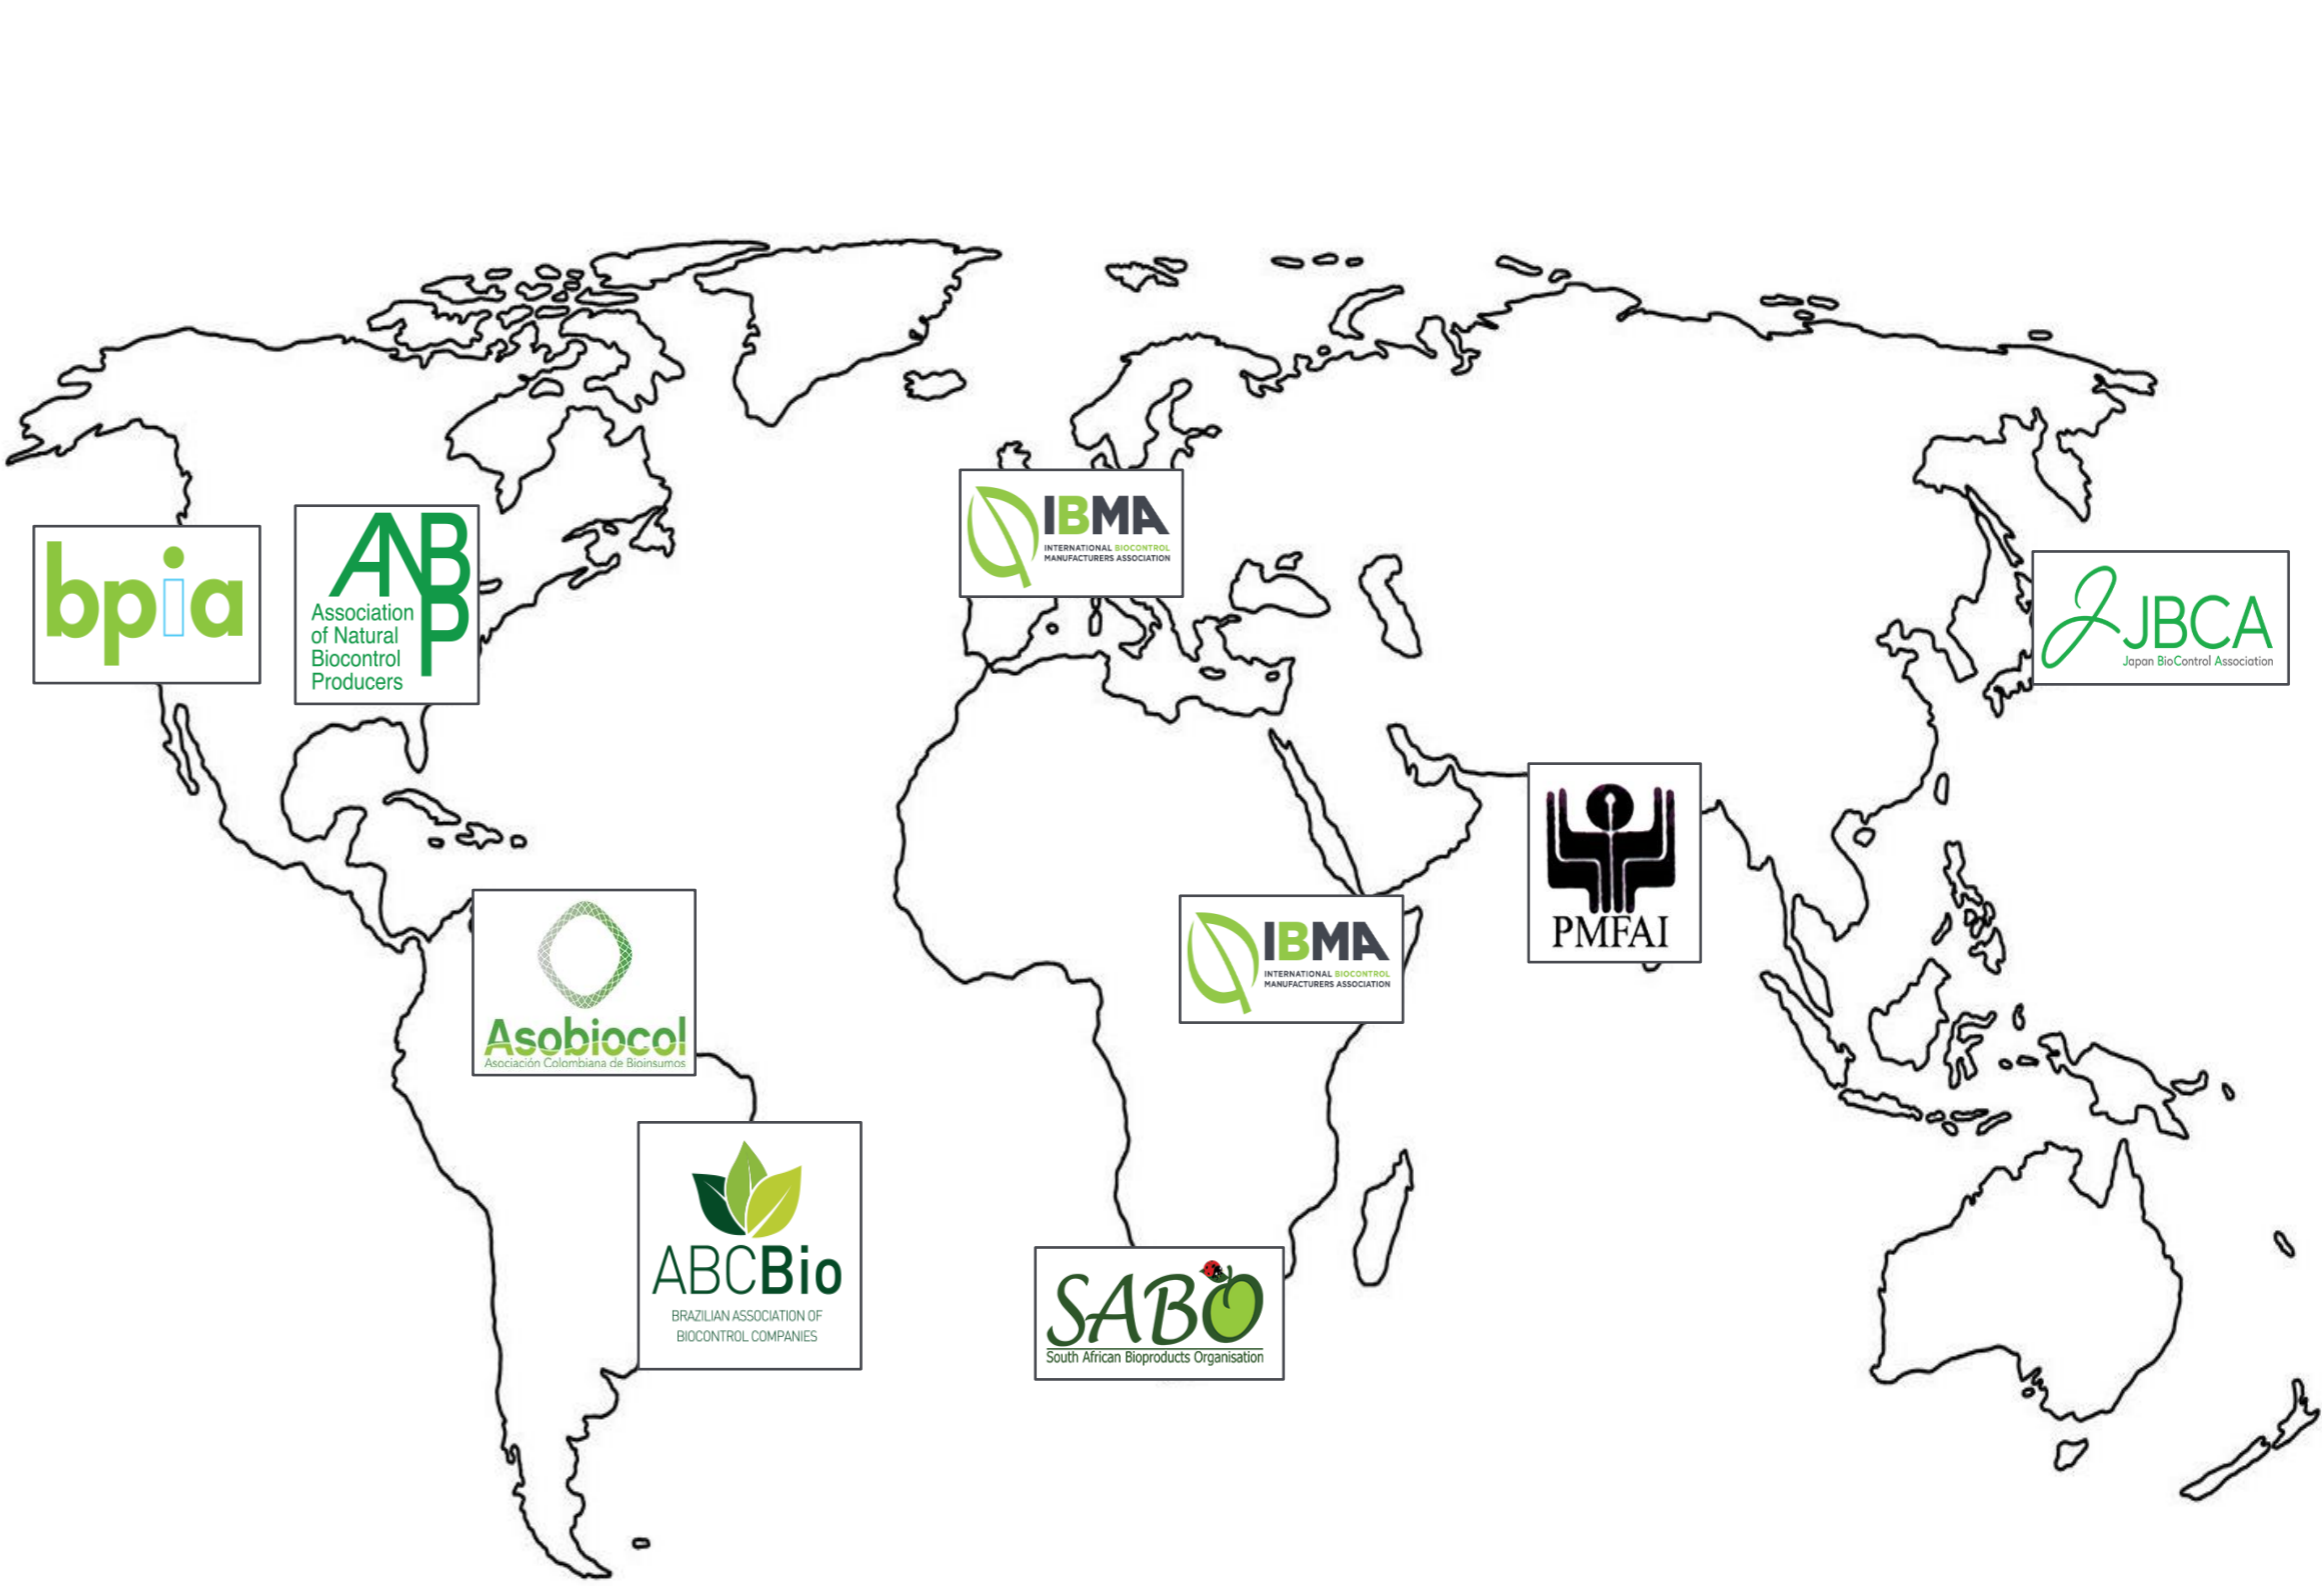 bpia
ANBP
Association
of Natural
Biocontrol
Producers
IBMA
INTERNATIONAL BIOCONTROL
MANUFACTURERS ASSOCIATION
JBCA
Japan BioControl Association
PMFAI
Asobiocol
Asociación Colombiana de Bioinsumos
IBMA
INTERNATIONAL BIOCONTROL
MANUFACTURERS ASSOCIATION
ABCBio
BRAZILIAN ASSOCIATION OF
BIOCONTROL COMPANIES
SABO
South African Bioproducts Organisation